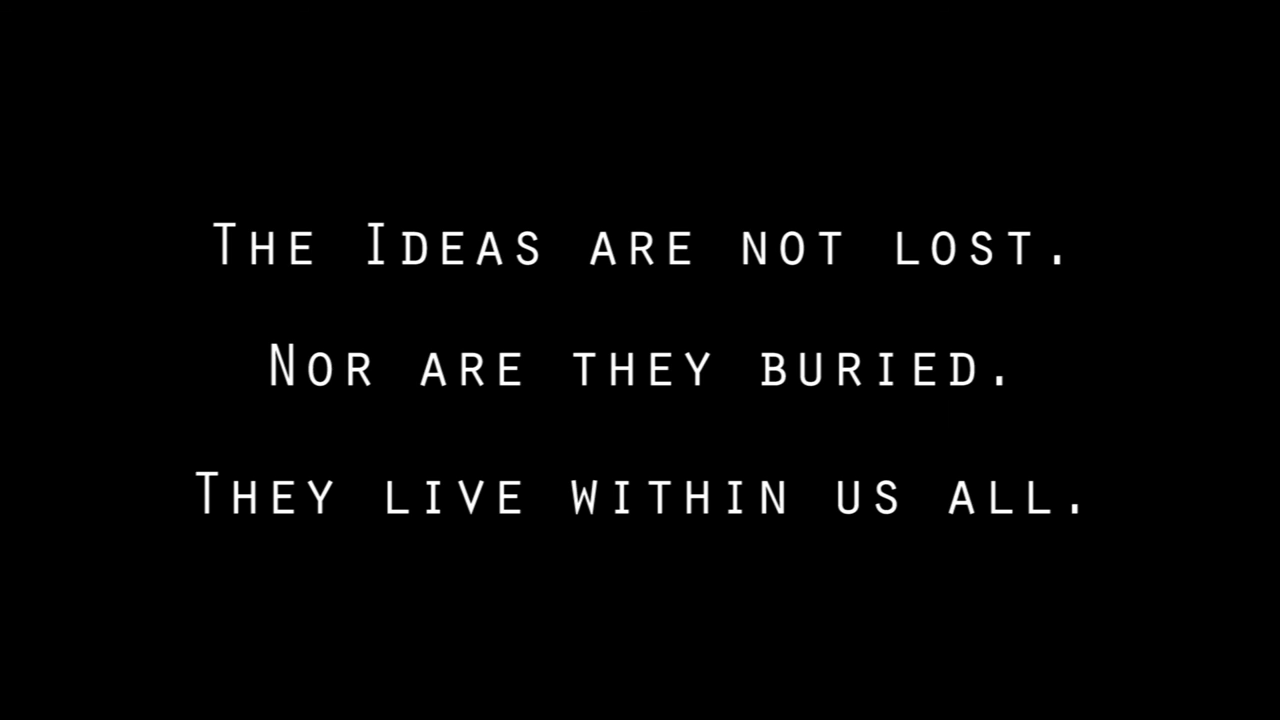 The Ideas are not lost.
Nor are they buried.
They live within us all.